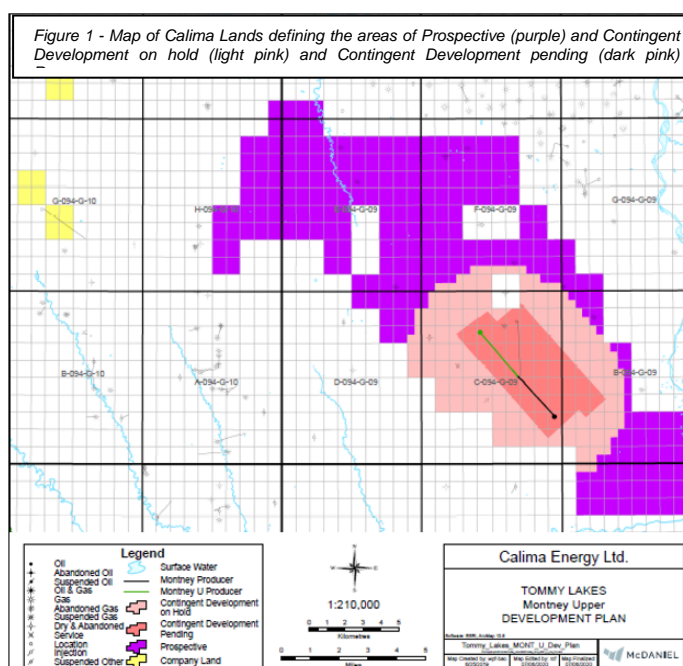 Figure 1 - Map of Calima Lands defining the areas of Prospective (purple) and Contingent
Development on hold (light pink) and Contingent Development pending (dark pink)
G-094-G-10
F-094-G-09
G-094-G-09
B-094-G-10
A-094-G-10
D-094-G-09
C-094-G-09
Legend
Oil
Abandoned Oil
Suspended Oil
Oil & Gas
Gas
Abandoned Gas
Suspended Gas
Dry & Abandoned
Service
Location
Injection
Suspended Other
Surface Water
Montney Producer
Montney U Producer
Contingent Development
on Hold
Contingent Development
Pending
Prospective
Company Land
1:210,000
Kilometres
Miles
Calima Energy Ltd.
TOMMY LAKES
Montney Upper
DEVELOPMENT PLAN
Tommy_Lakes_MONT_U_Dev_Plan
McDANIEL